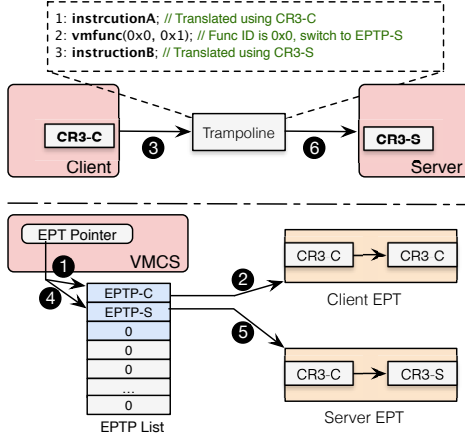 1: instrcutionA; // Translated using CR3-C
2: vmfunc(0x0, 0x1); // Func ID is 0x0, switch to EPTP-S
3: instructionB; // Translated using CR3-S
CR3-C
3
Trampoline
6
CR3-S
Client
Server
EPT Pointer
VMCS
1
4
2
5
EPTP-C
EPTP-S
0
0
0
...
0
EPTP List
CR3 C
CR3 C
Client EPT
CR3-C
CR3-S
Server EPT